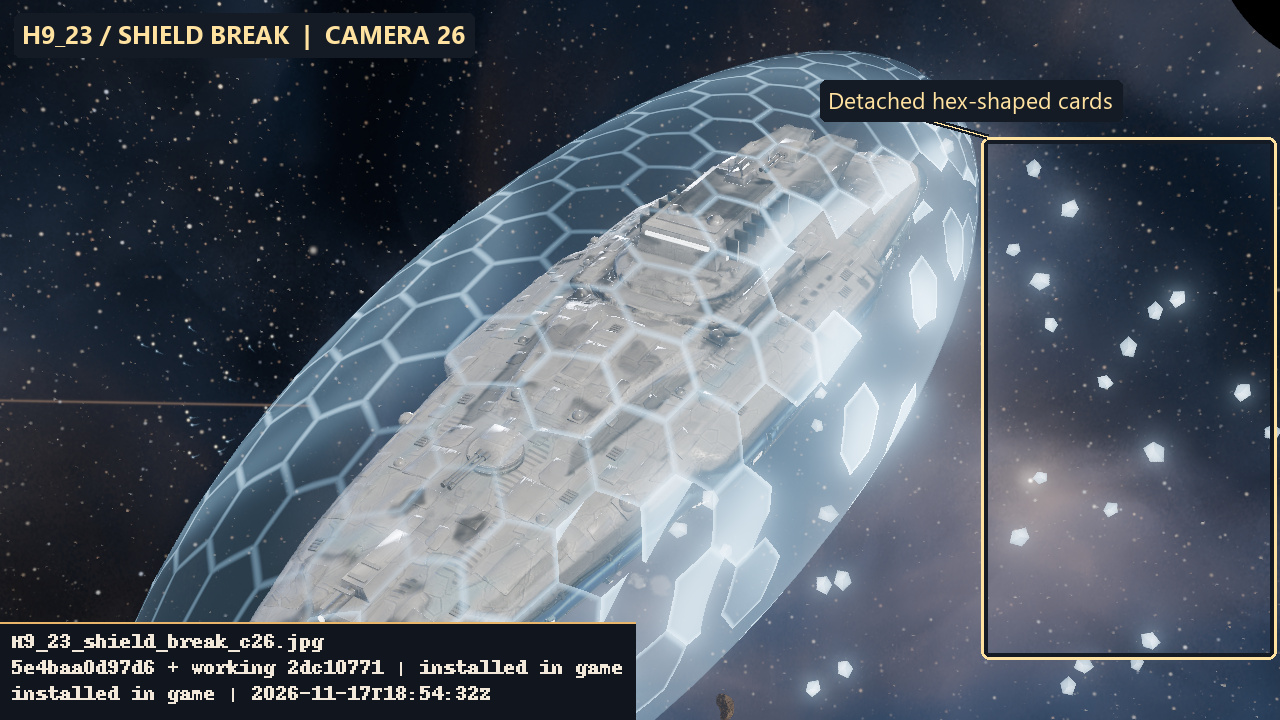 H9_23 / SHIELD BREAK | CAMERA 26
Detached hex-shaped cards
H9_23_shield_break_c26.jpg
5e4baa0d97d6 + working 2dc10771 | installed in game
installed in game | 2026-11-17T18:54:32Z